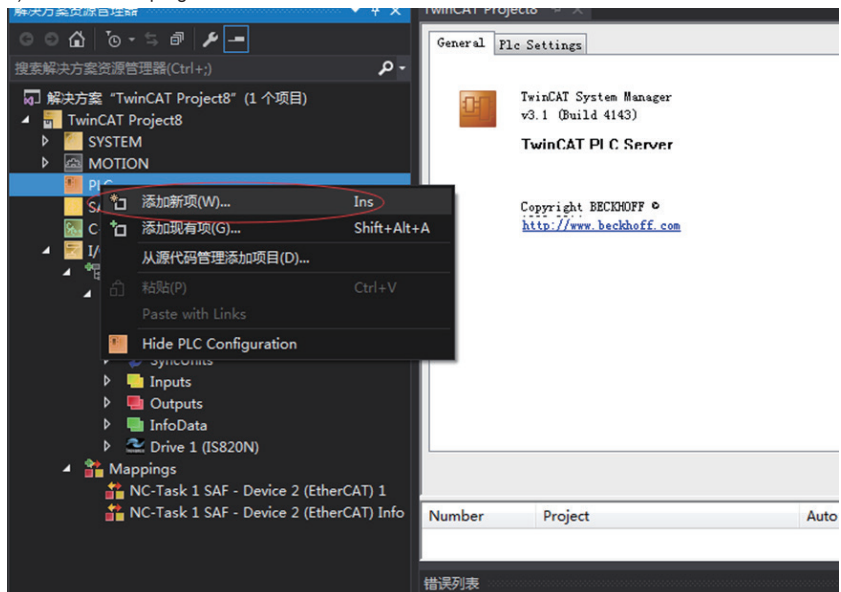 解决方案资源管理器
TwinCAT Project8
搜索解决方案资源管理器(Ctrl+;)
解决方案 "TwinCAT Project8" (1 个项目)
TwinCAT Project8
SYSTEM
MOTION
PLC
添加新项(W)... Ins
添加现有项(G)... Shift+Alt+A
从源代码管理添加项目(D)...
粘贴(P) Ctrl+V
Paste with Links
Hide PLC Configuration
SyncUnits
Inputs
Outputs
InfoData
Drive 1 (IS820N)
Mappings
NC-Task 1 SAF - Device 2 (EtherCAT) 1
NC-Task 1 SAF - Device 2 (EtherCAT) Info
General Plc Settings
TwinCAT System Manager
v3.1 (Build 4143)
TwinCAT PLC Server
Copyright BECKHOFF ©
http://www.beckhoff.com
Number Project Auto
错误列表